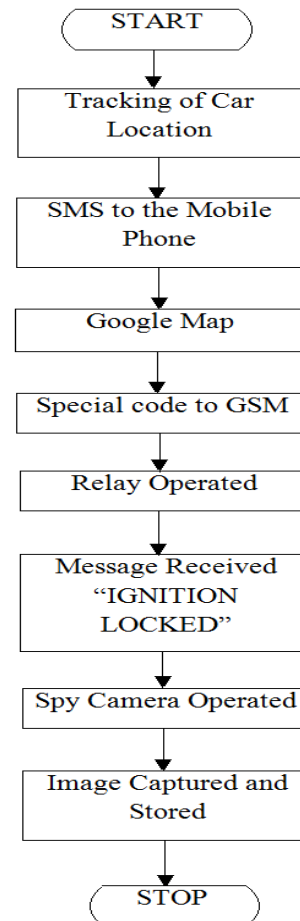 START
Tracking of Car
Location
SMS to the Mobile
Phone
Google Map
Special code to GSM
Relay Operated
Message Received
“IGNITION
LOCKED”
Spy Camera Operated
Image Captured and
Stored
STOP